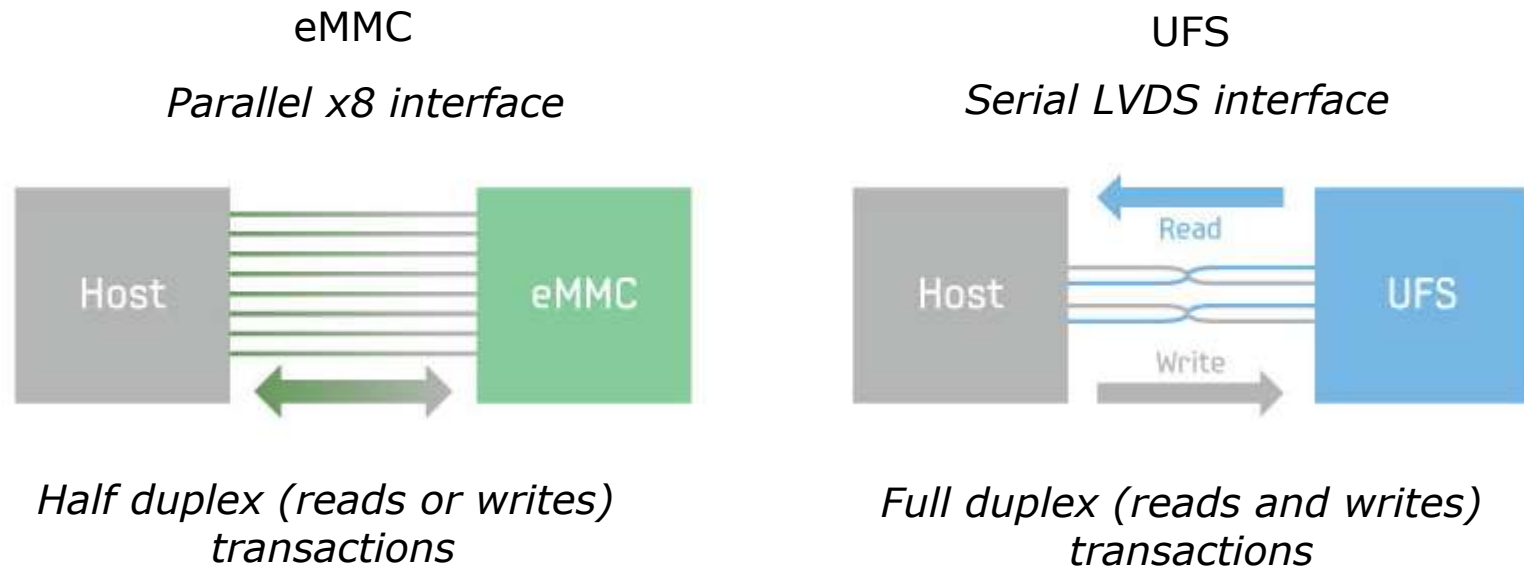 eMMC
Parallel x8 interface
Host
eMMC
Half duplex (reads or writes)
transactions
UFS
Serial LVDS interface
Read
Host
UFS
Write
Full duplex (reads and writes)
transactions